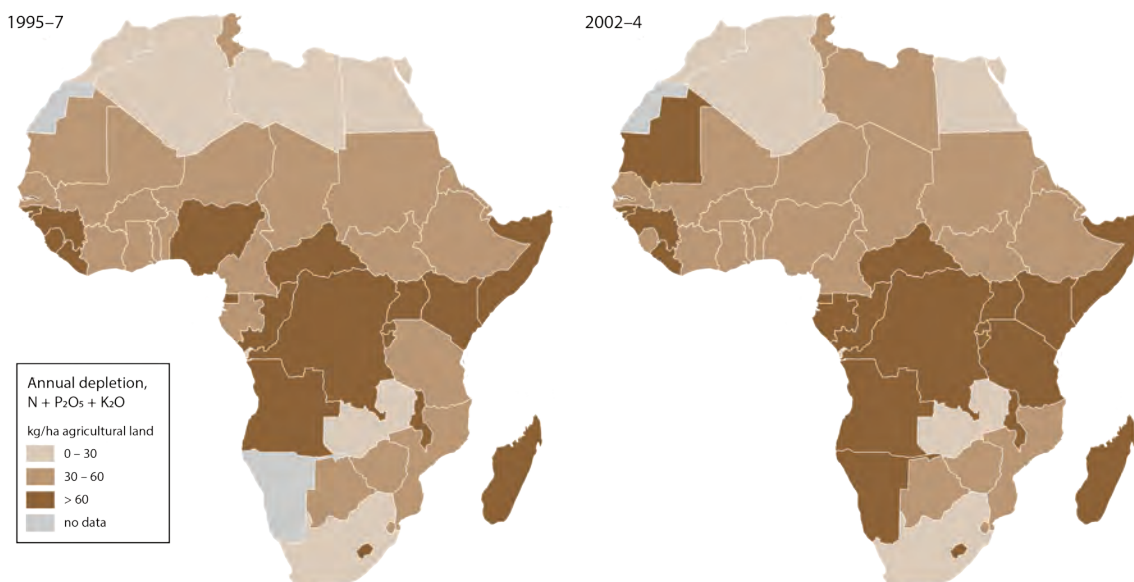 1995–7
2002–4
Annual depletion,
N + P₂O₅ + K₂O
kg/ha agricultural land
0 – 30
30 – 60
> 60
no data